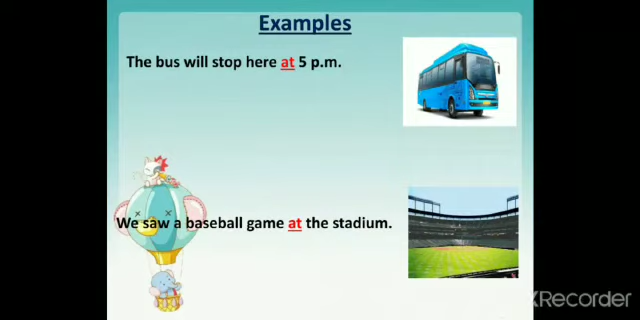 Examples
The bus will stop here at 5 p.m.
We saw a baseball game at the stadium.
XRecorder